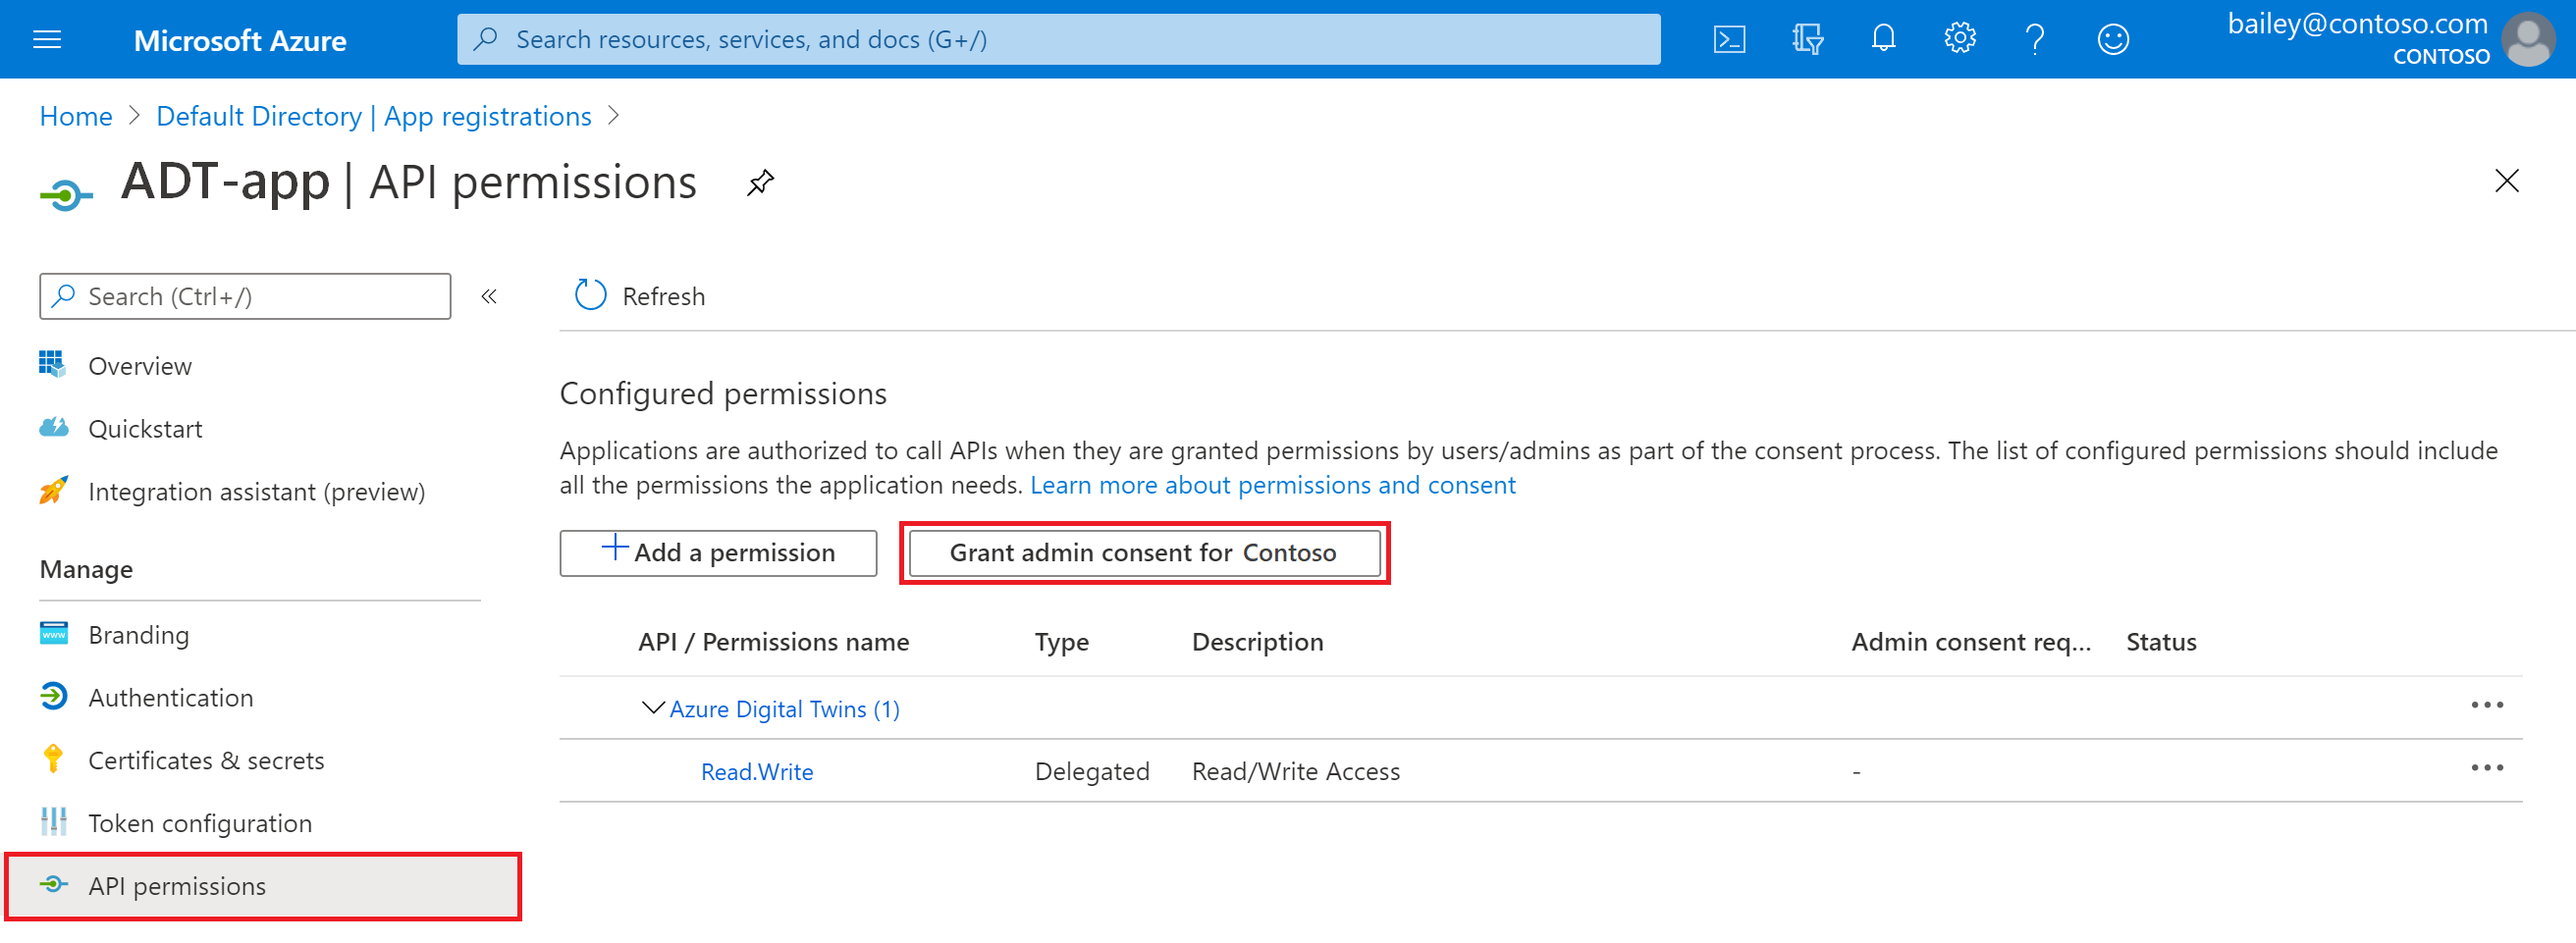 Microsoft Azure
Search resources, services, and docs (G+/)
bailey@contoso.com
CONTOSO
Home > Default Directory | App registrations >
ADT-app | API permissions
Search (Ctrl+/)
«
Refresh
Overview
Quickstart
Integration assistant (preview)
Manage
Branding
Authentication
Certificates & secrets
Token configuration
API permissions
Configured permissions
Applications are authorized to call APIs when they are granted permissions by users/admins as part of the consent process. The list of configured permissions should include
all the permissions the application needs. Learn more about permissions and consent
Add a permission
Grant admin consent for Contoso
API / Permissions name Type Description Admin consent req... Status
Azure Digital Twins (1)
Read.Write Delegated Read/Write Access -